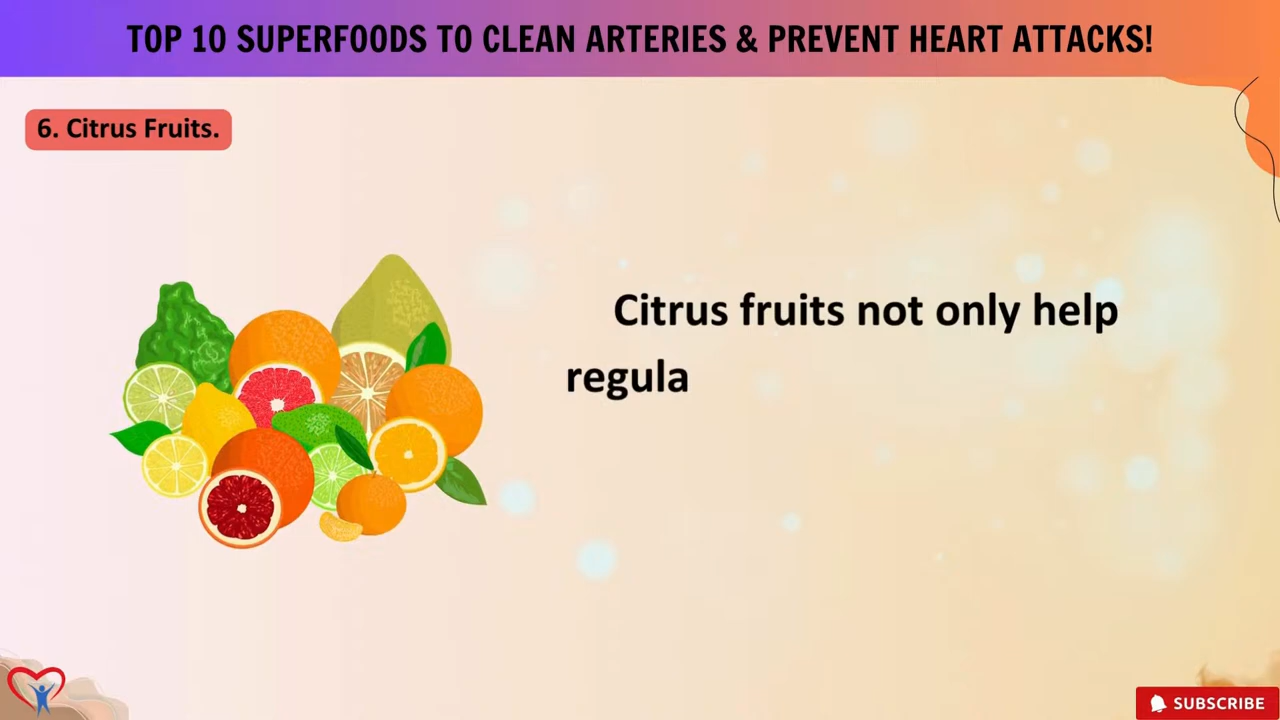 TOP 10 SUPERFOODS TO CLEAN ARTERIES & PREVENT HEART ATTACKS!
6. Citrus Fruits.
Citrus fruits not only help
regula
SUBSCRIBE